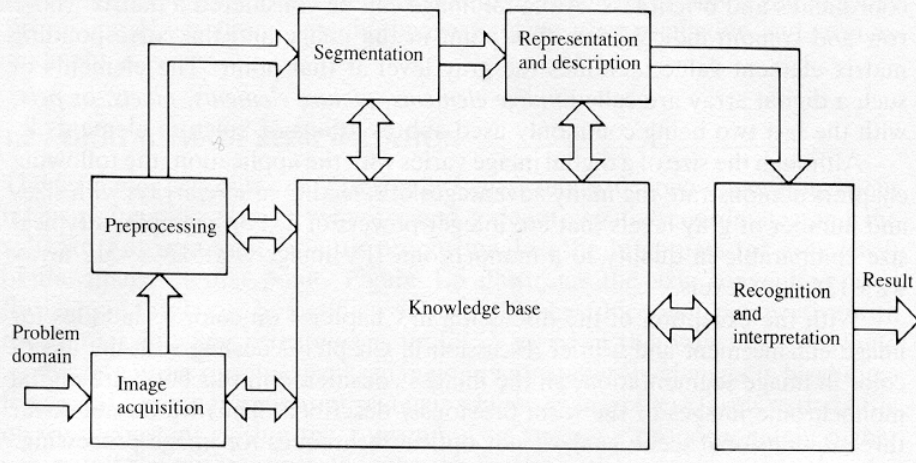 Segmentation
Representation
and description
Preprocessing
Knowledge base
Recognition
and
interpretation
Result
Problem
domain
Image
acquisition